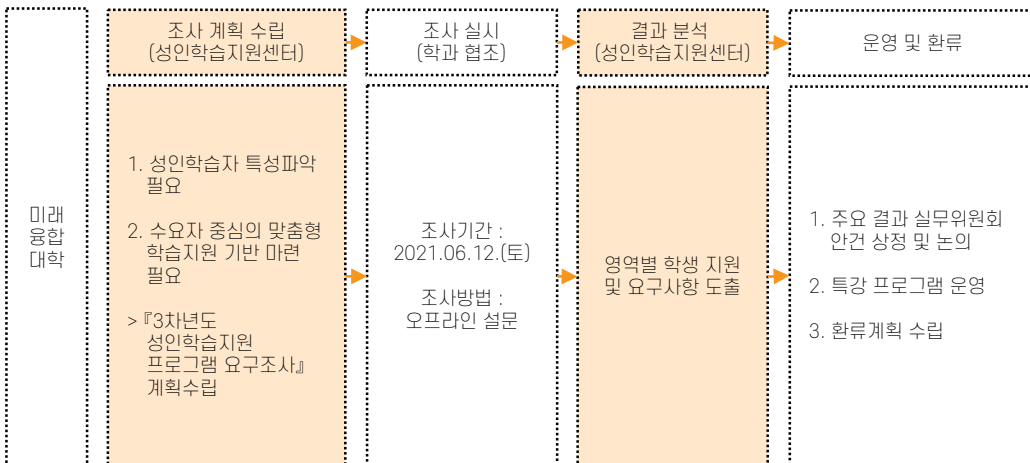 미래
융합
대학
조사 계획 수립
(성인학습지원센터)
조사 실시
(학과 협조)
결과 분석
(성인학습지원센터)
운영 및 환류
1. 성인학습자 특성파악
필요
2. 수요자 중심의 맞춤형
학습지원 기반 마련
필요
> 『3차년도
성인학습지원
프로그램 요구조사』
계획수립
조사기간 :
2021.06.12.(토)
조사방법 :
오프라인 설문
영역별 학생 지원
및 요구사항 도출
1. 주요 결과 실무위원회
안건 상정 및 논의
2. 특강 프로그램 운영
3. 환류계획 수립